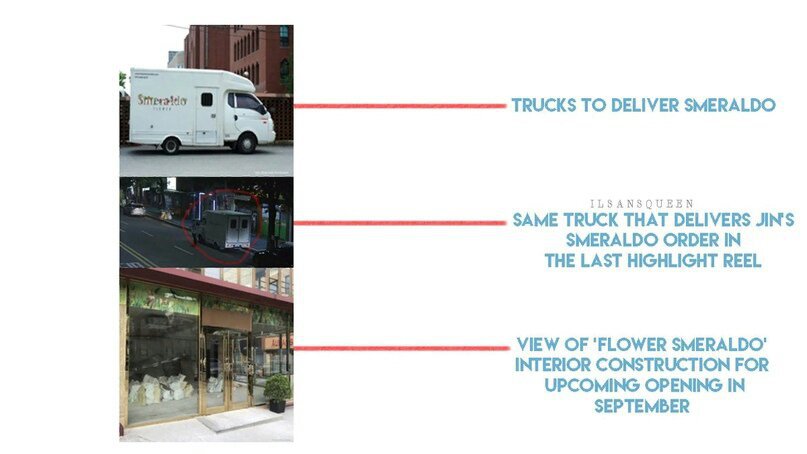 Smeraldo
FLOWER
TRUCKS TO DELIVER SMERALDO
ILSANSQUEEN
SAME TRUCK THAT DELIVERS JIN'S
SMERALDO ORDER IN
THE LAST HIGHLIGHT REEL
VIEW OF 'FLOWER SMERALDO'
INTERIOR CONSTRUCTION FOR
UPCOMING OPENING IN
SEPTEMBER